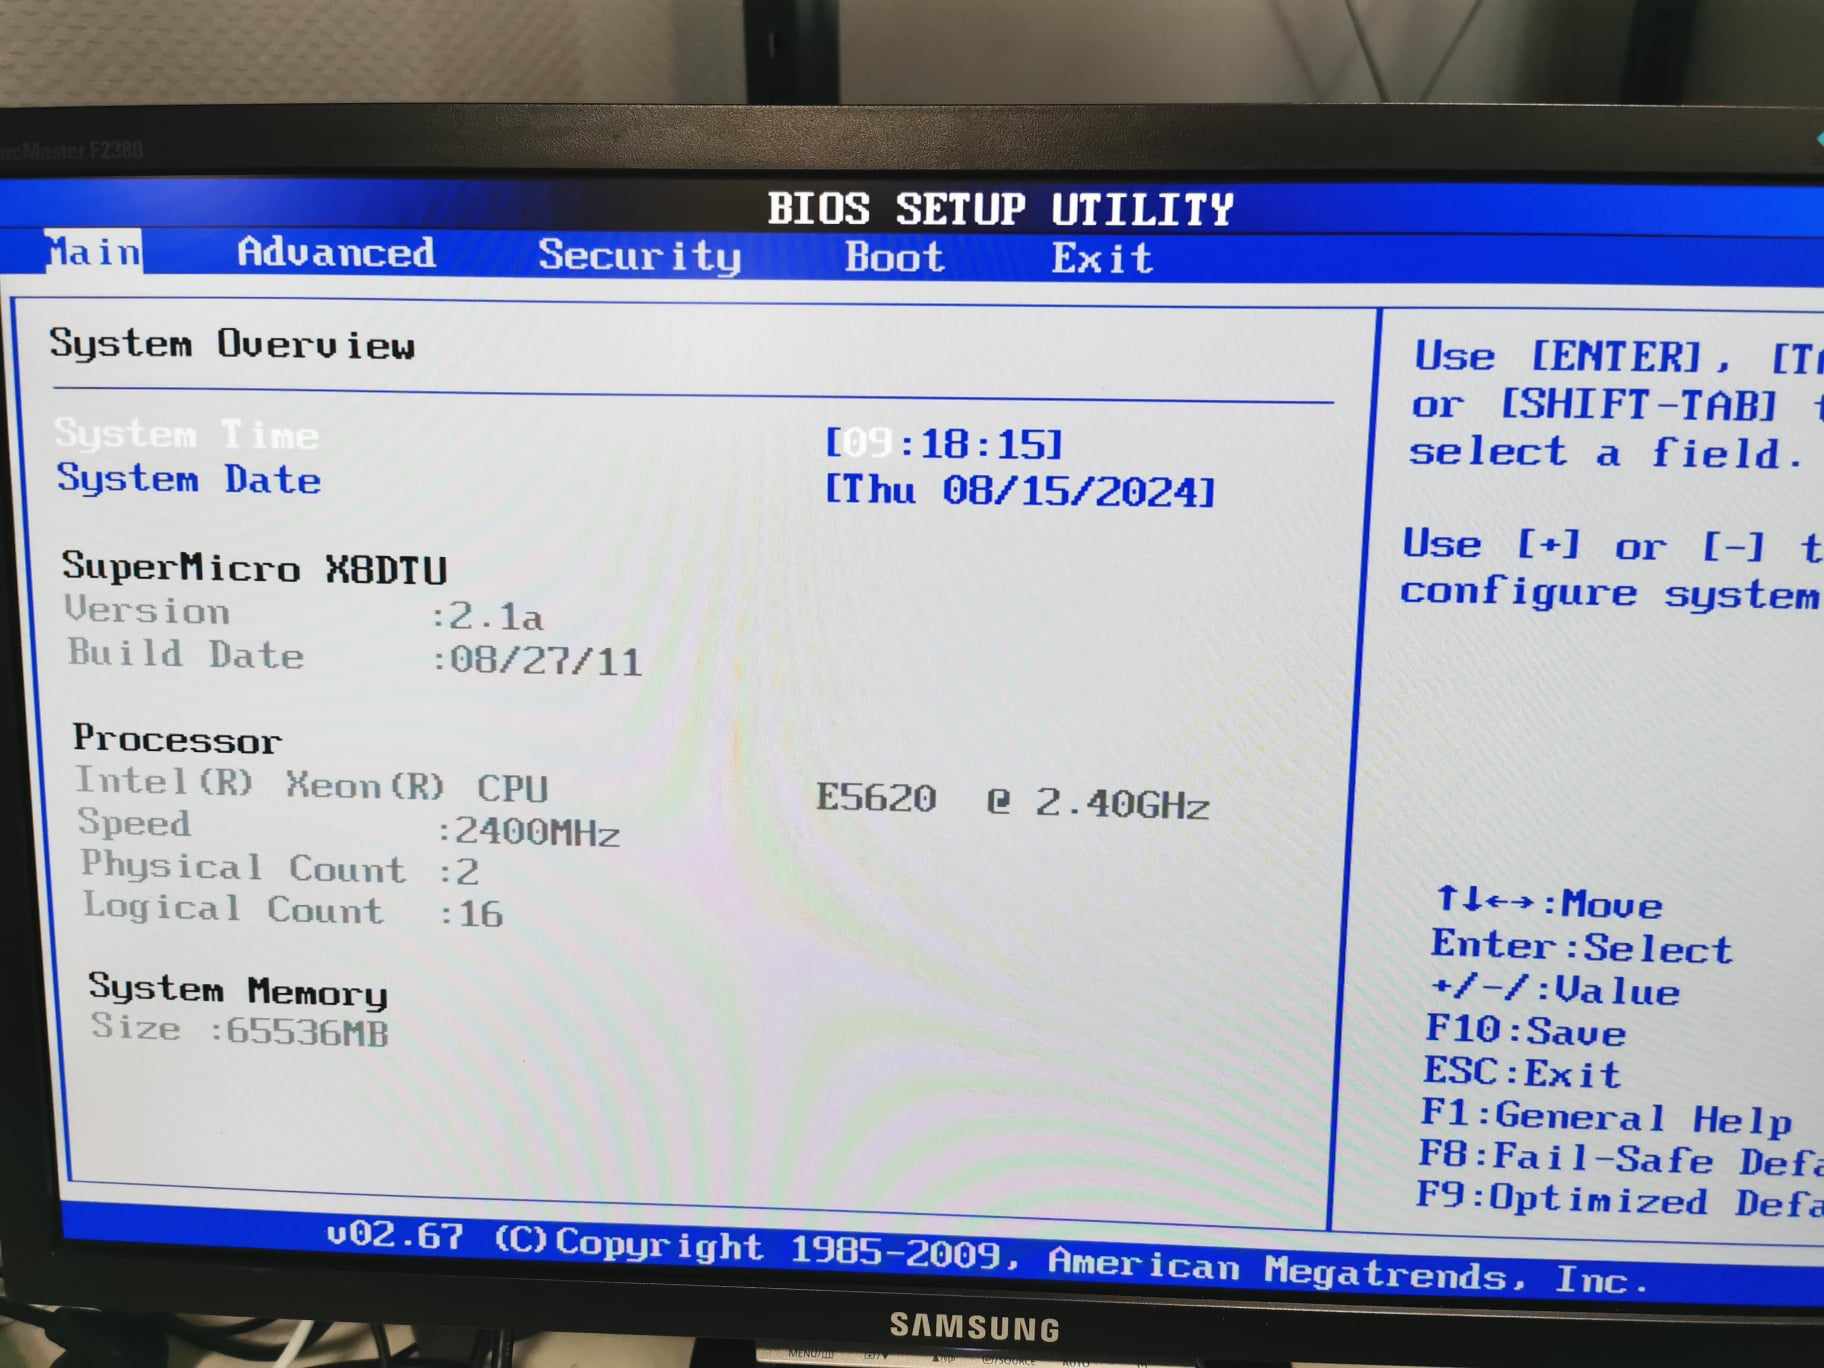 F2380
BIOS SETUP UTILITY
Main Advanced Security Boot Exit
System Overview
System Time [09:18:15]
System Date [Thu 08/15/2024]
SuperMicro X8DTU
Version :2.1a
Build Date :08/27/11
Processor
Intel(R) Xeon(R) CPU E5620 @ 2.40GHz
Speed :2400MHz
Physical Count :2
Logical Count :16
System Memory
Size :65536MB
Use [ENTER],
or [SHIFT-TAB]
select a field.
Use [+] or [-]
configure system
↑↓←→:Move
Enter:Select
+/-/:Value
F10:Save
ESC:Exit
F1:General Help
F8:Fail-Safe
F9:Optimized
v02.67 (C)Copyright 1985-2009, American Megatrends, Inc.
SAMSUNG